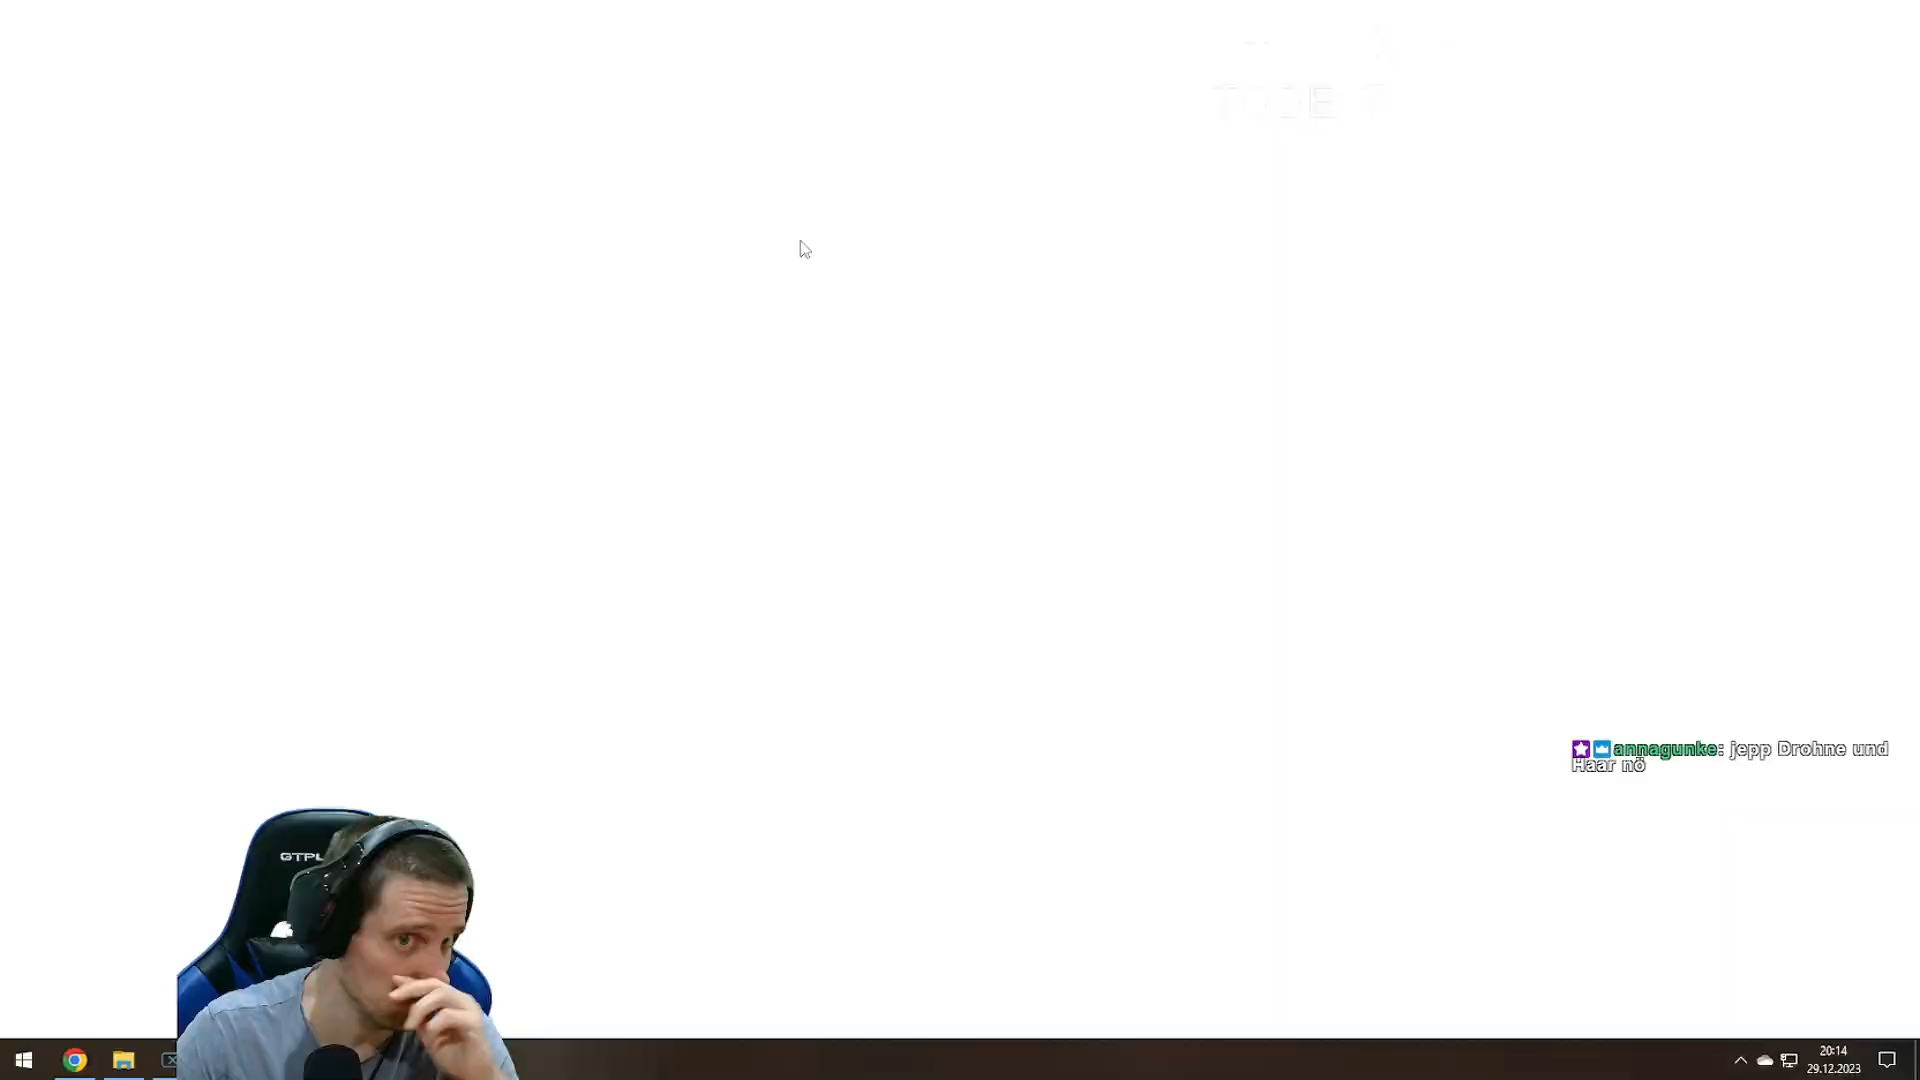 annagunke: jepp Drohne und
Haar nö
GTPL
20:14
29.12.2023